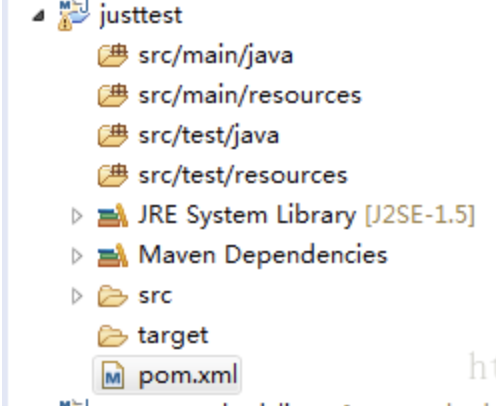 justtest
src/main/java
src/main/resources
src/test/java
src/test/resources
JRE System Library [J2SE-1.5]
Maven Dependencies
src
target
pom.xml